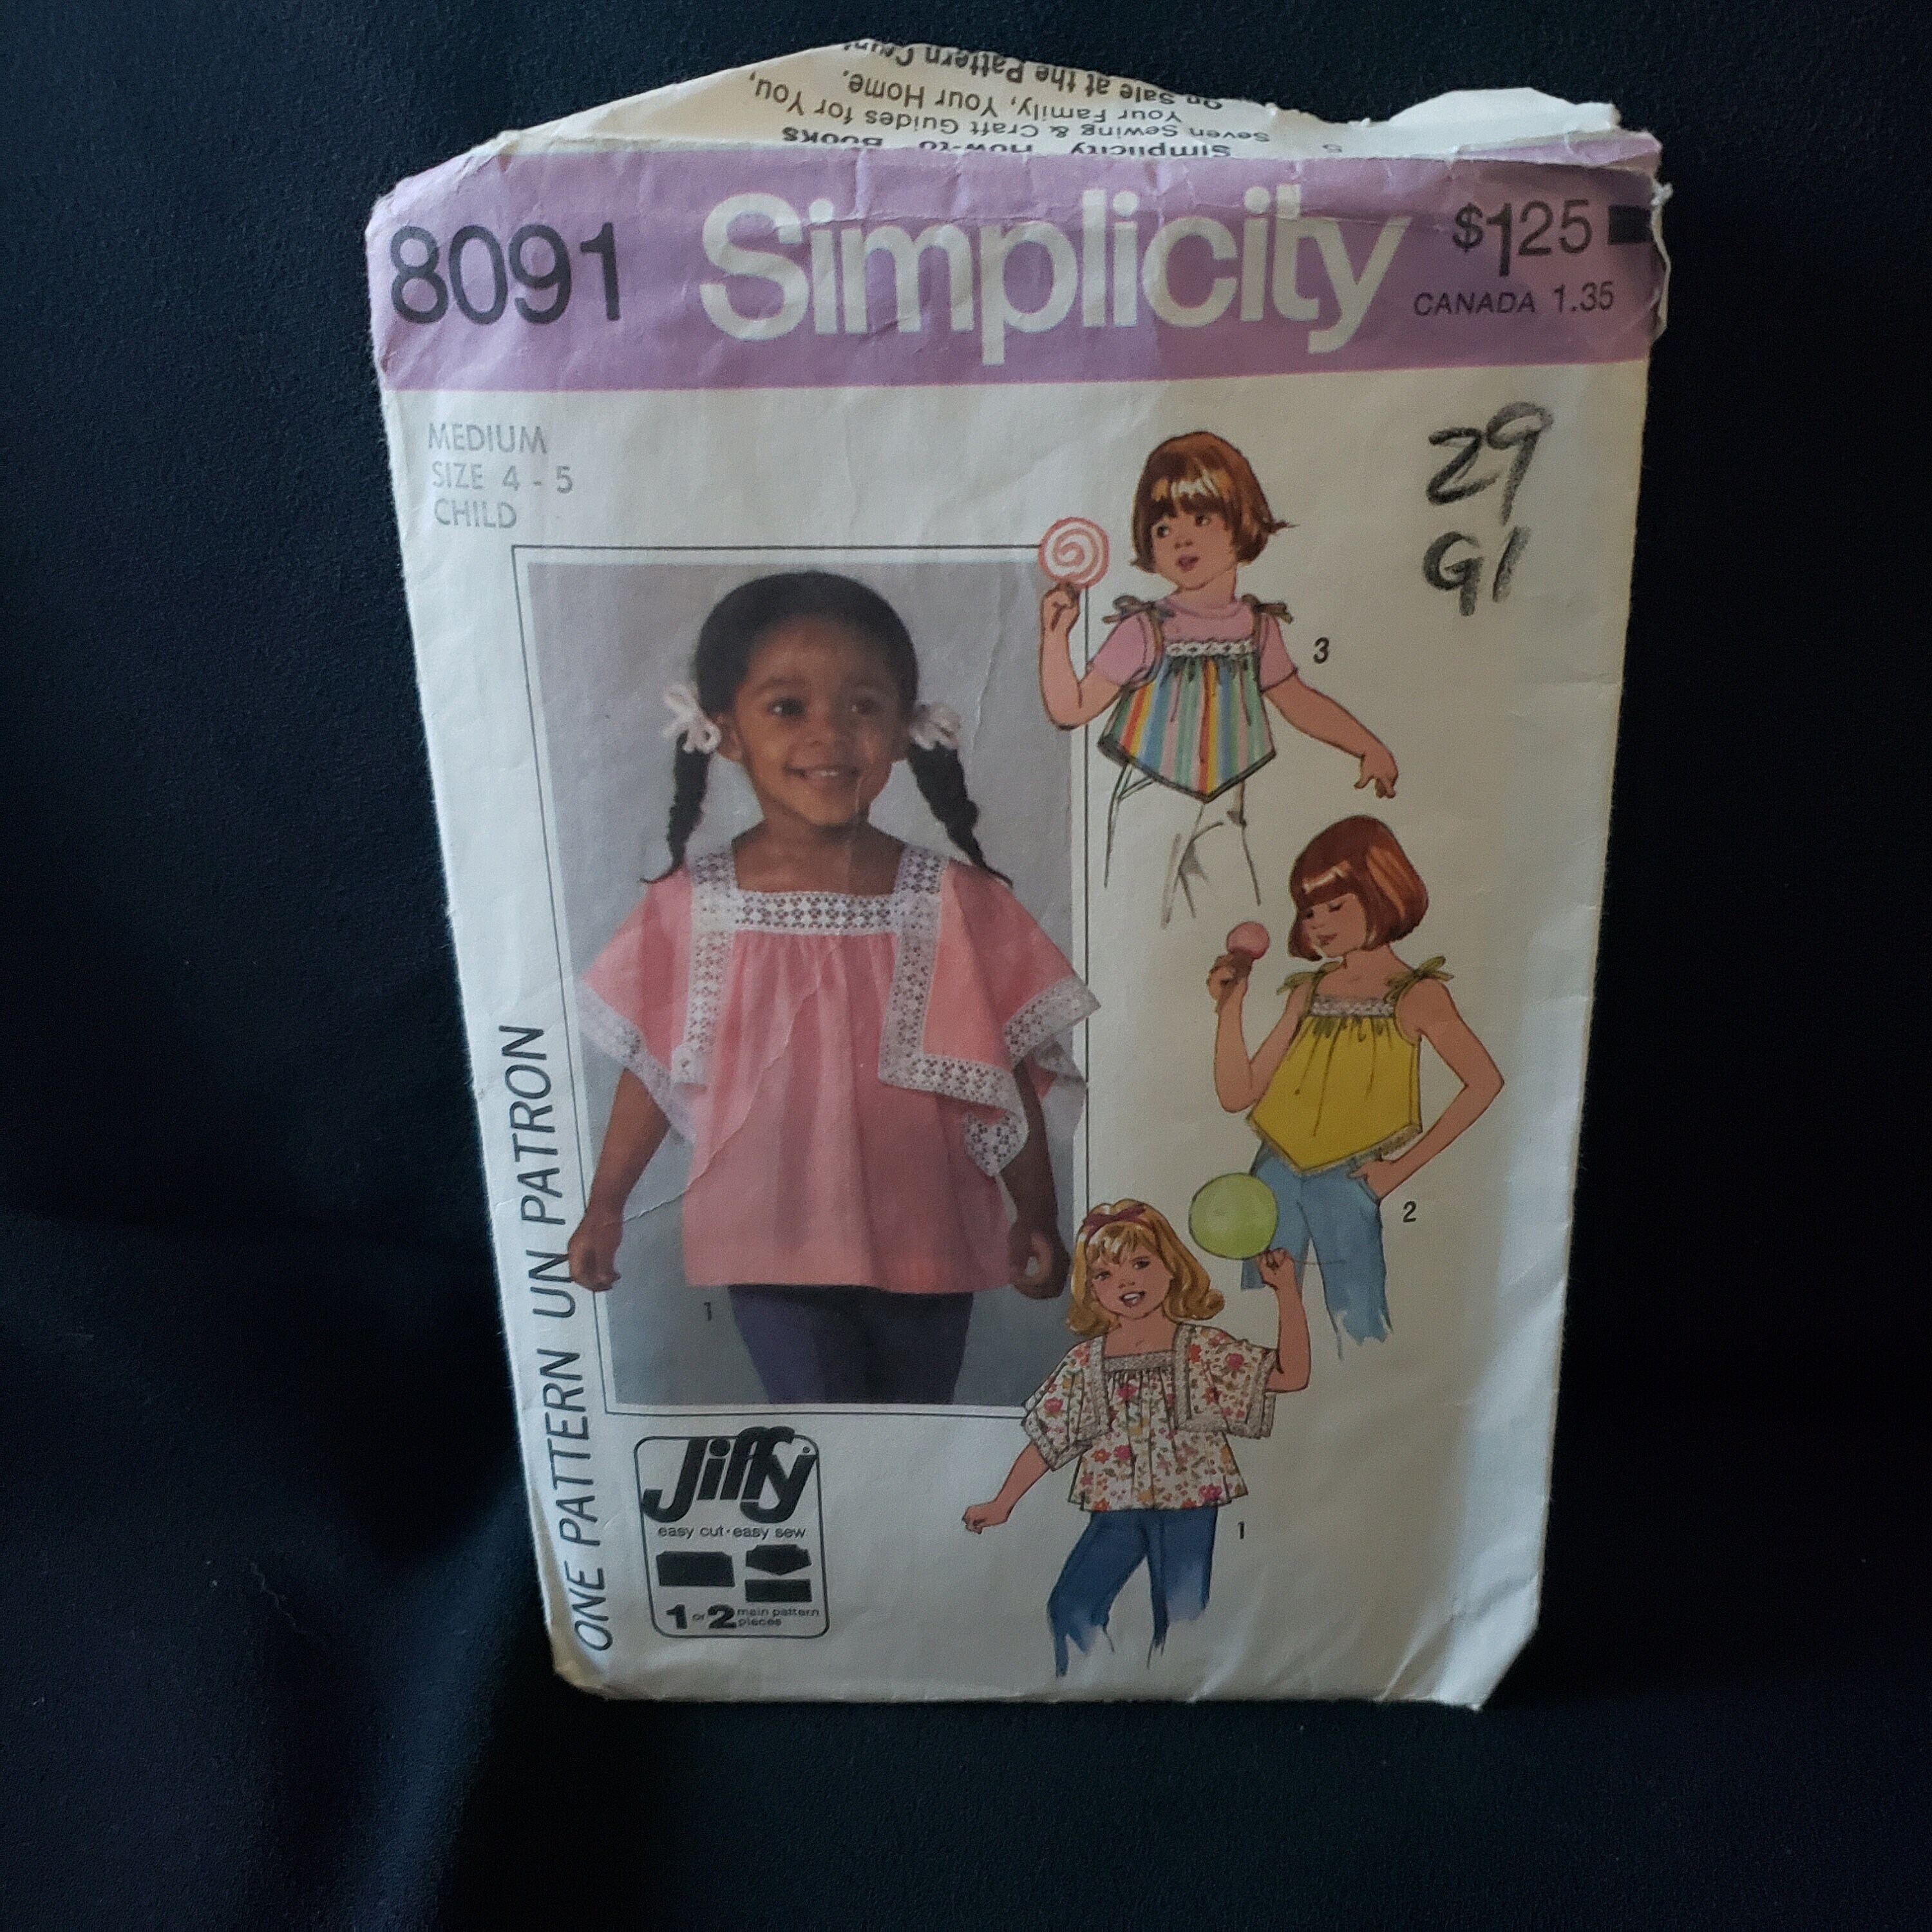 On Sale at the Pattern
Your Family, Your Home.
Seven Sewing & Craft Guides for You,
Simplicity How-to Books
8091 Simplicity $1.25
CANADA 1.35
MEDIUM
SIZE 4 - 5
CHILD
29
G1
3
2
1
1
ONE PATTERN UN PATRON
Jiffy
easy cut•easy sew
1 or 2 main pattern
pieces